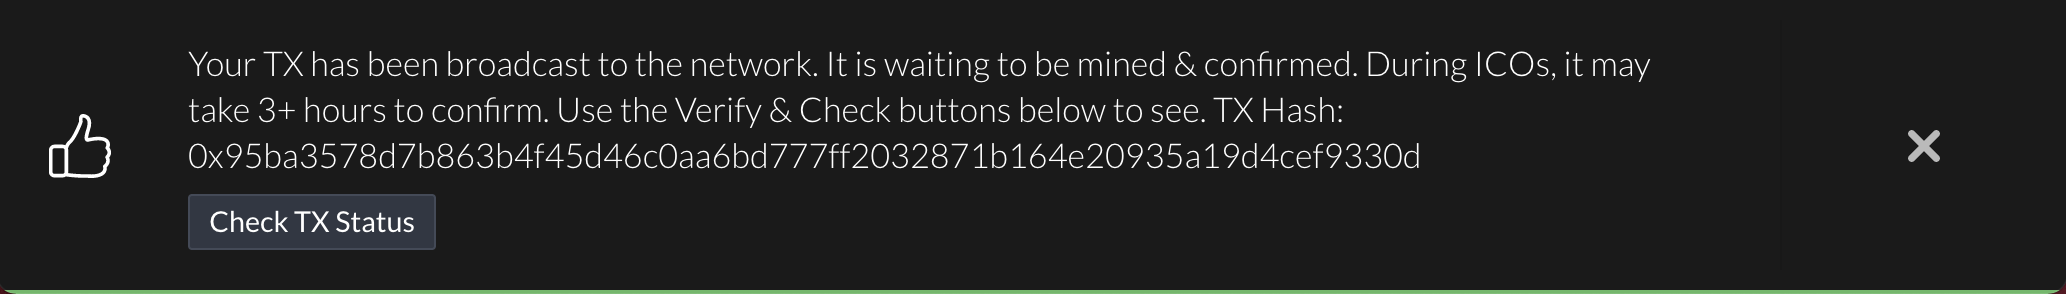 Your TX has been broadcast to the network. It is waiting to be mined & confirmed. During ICOs, it may
take 3+ hours to confirm. Use the Verify & Check buttons below to see. TX Hash:
0x95ba3578d7b863b4f45d46c0aa6bd777ff2032871b164e20935a19d4cef9330d
Check TX Status